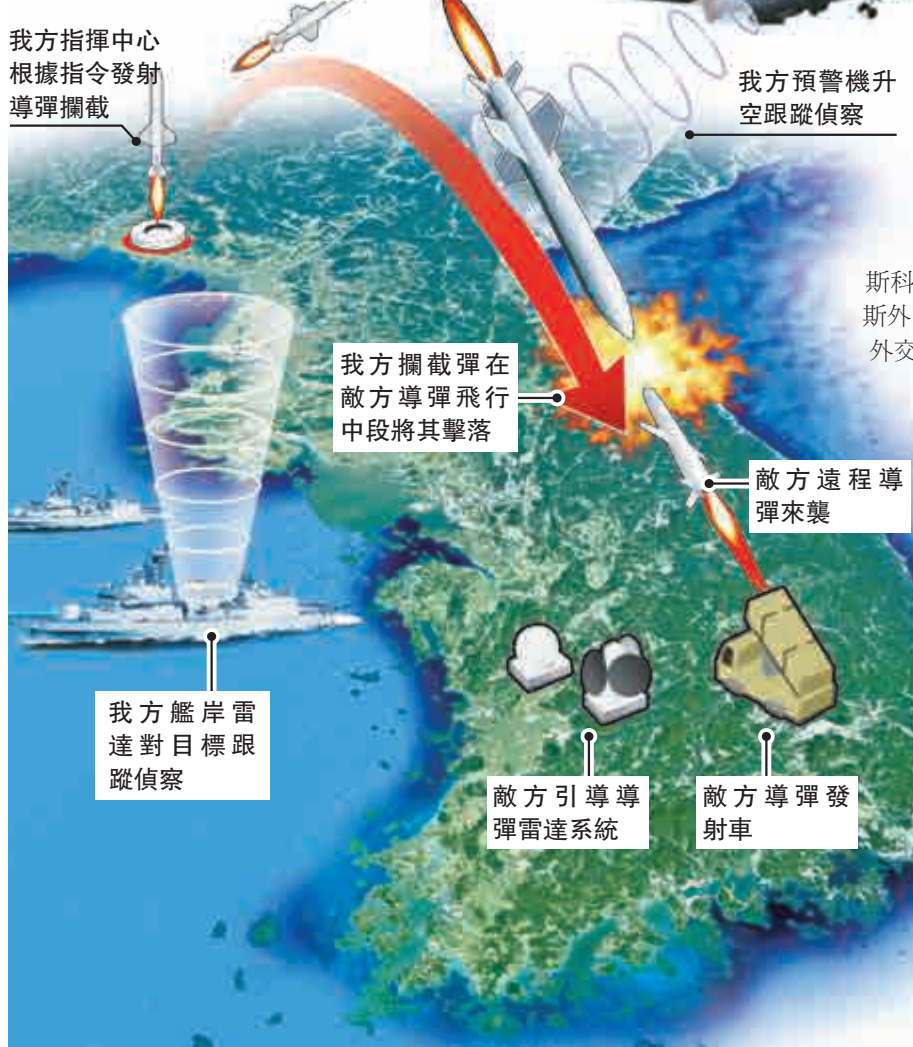 我方指揮中心
根據指令發射
導彈攔截
我方預警機升
空跟蹤偵察
斯科
斯外
外交
我方攔截彈在
敵方導彈飛行
中段將其擊落
敵方遠程導
彈來襲
我方艦岸雷
達對目標跟
蹤偵察
敵方引導導
彈雷達系統
敵方導彈發
射車